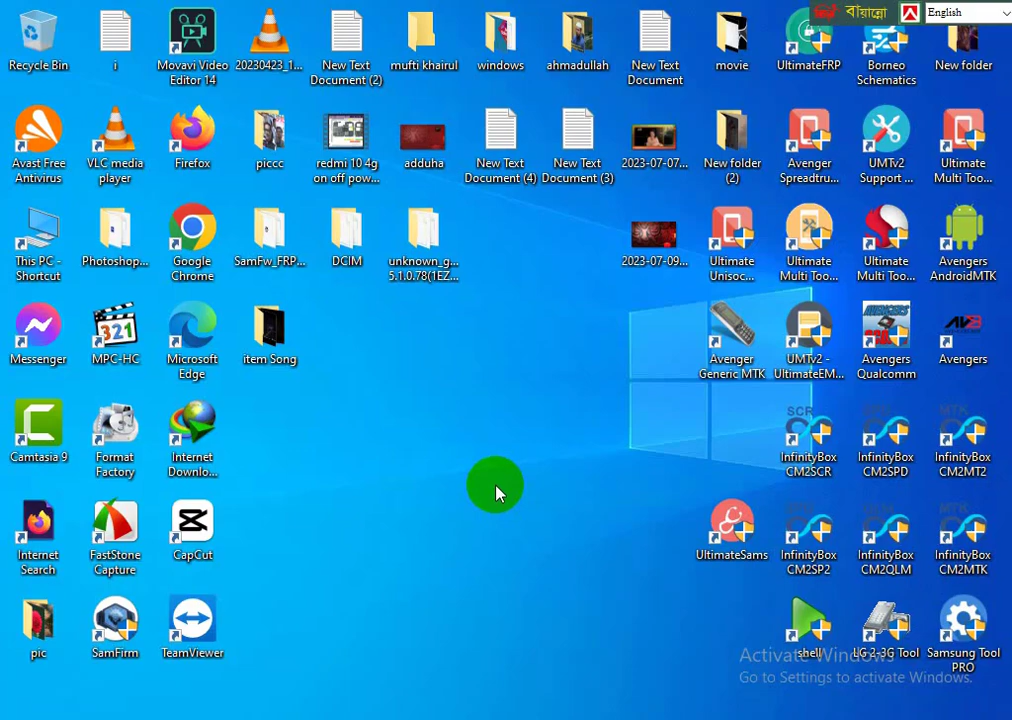 বায়ান্নো
English
Recycle Bin
i
Movavi Video
Editor 14
20230423_1...
New Text
Document (2)
mufti khairul
windows
ahmadullah
New Text
Document
movie
UltimateFRP
Borneo
Schematics
New folder
Avast Free
Antivirus
VLC media
player
Firefox
piccc
redmi 10 4g
on off pow...
adduha
New Text
Document (4)
New Text
Document (3)
2023-07-07...
New folder
(2)
Avenger
Spreadtru...
UMTv2
Support ...
Ultimate
Multi Too...
This PC -
Shortcut
Photoshop...
Google
Chrome
SamFw_FRP...
DCIM
unknown_g...
5.1.0.78(1EZ...
2023-07-09...
Ultimate
Unisoc...
Ultimate
Multi Too...
Ultimate
Multi Too...
Avengers
AndroidMTK
Messenger
321
MPC-HC
Microsoft
Edge
item Song
Avenger
Generic MTK
UMTv2 -
UltimateEM...
AVENGERS
Avengers
Qualcomm
Avengers
Camtasia 9
Format
Factory
Internet
Downlo...
SCR
InfinityBox
CM2SCR
InfinityBox
CM2SPD
MTK
InfinityBox
CM2MT2
Internet
Search
FastStone
Capture
CapCut
UltimateSams
InfinityBox
CM2SP2
InfinityBox
CM2QLM
MTK
InfinityBox
CM2MTK
pic
SamFirm
TeamViewer
shell
LG 2-3G Tool
Samsung Tool
PRO
Activate Windows
Go to Settings to activate Windows.